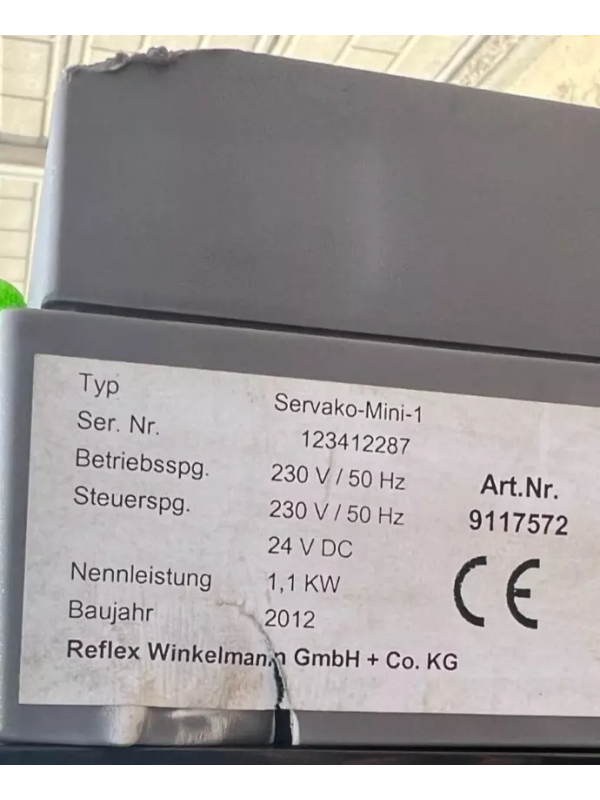 Typ Servako-Mini-1
Ser. Nr. 123412287
Betriebsspg. 230 V / 50 Hz
Steuerspg. 230 V / 50 Hz
24 V DC
Nennleistung 1,1 KW
Baujahr 2012
Reflex Winkelmann GmbH + Co. KG
Art.Nr.
9117572
CE